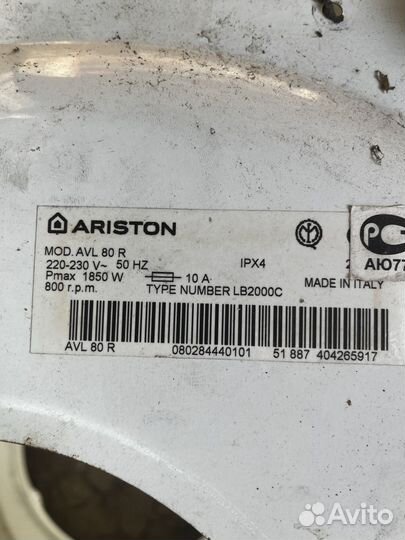 ARISTON
MOD. AVL 80 R
220-230 V~ 50 HZ IPX4
Pmax 1850 W 10 A MADE IN ITALY
800 r.p.m. TYPE NUMBER LB2000C
АЮ77
AVL 80 R 080284440101 51 887 404265917
Avito